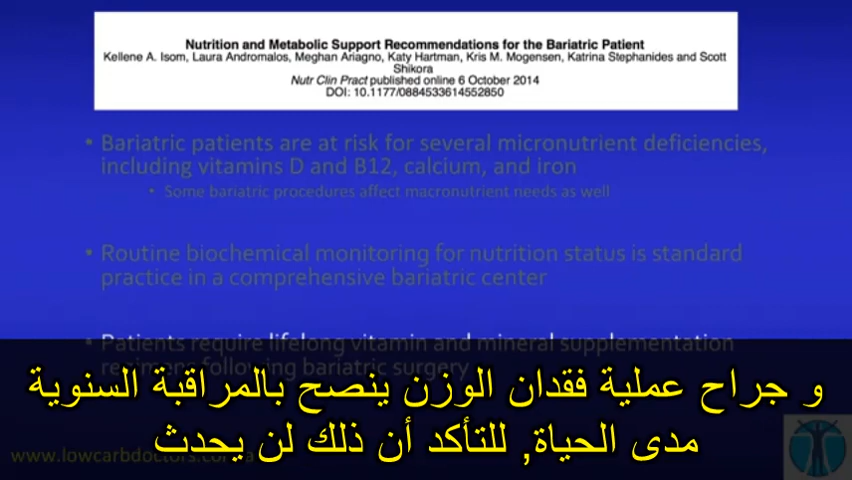 Nutrition and Metabolic Support Recommendations for the Bariatric Patient
Kellene A. Isom, Laura Andromalos, Meghan Ariagno, Katy Hartman, Kris M. Mogensen, Katrina Stephanides and Scott
Shikora
Nutr Clin Pract published online 6 October 2014
DOI: 10.1177/0884533614552850
• Bariatric patients are at risk for several micronutrient deficiencies,
including vitamins D and B12, calcium, and iron
• Some bariatric procedures affect macronutrient needs as well
• Routine biochemical monitoring for nutrition status is standard
practice in a comprehensive bariatric center
• Patients require lifelong vitamin and mineral supplementation
regimens following bariatric surgery
و جراح عملية فقدان الوزن ينصح بالمراقبة السنوية
مدى الحياة, للتأكد أن ذلك لن يحدث